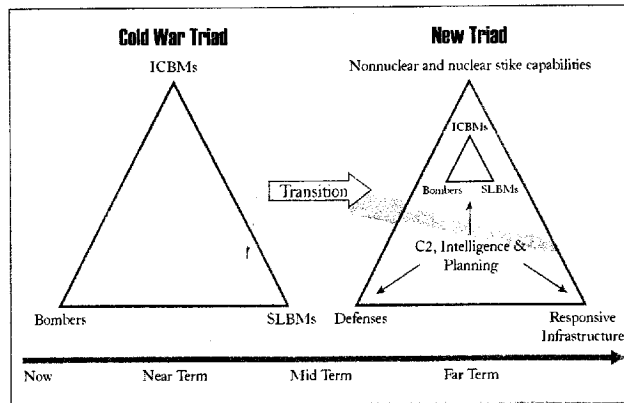 Cold War Triad
ICBMs
Bombers
SLBMs
Transition
New Triad
Nonnuclear and nuclear stike capabilities
ICBMs
Bombers
SLBMs
C2, Intelligence &
Planning
Defenses
Responsive
Infrastructure
Now
Near Term
Mid Term
Far Term